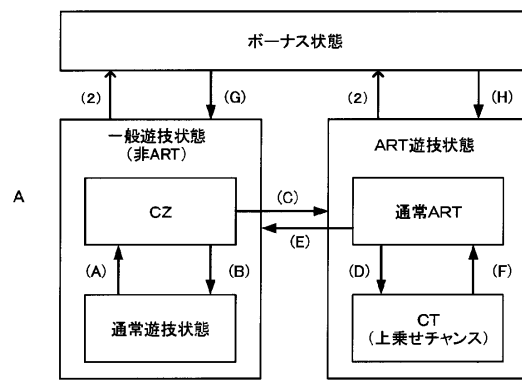 ボーナス状態
(2)
(G)
(2)
(H)
一般遊技状態
(非ART)
ART遊技状態
A
CZ
(C)
通常ART
(E)
(A)
(B)
(D)
(F)
通常遊技状態
CT
(上乗せチャンス)